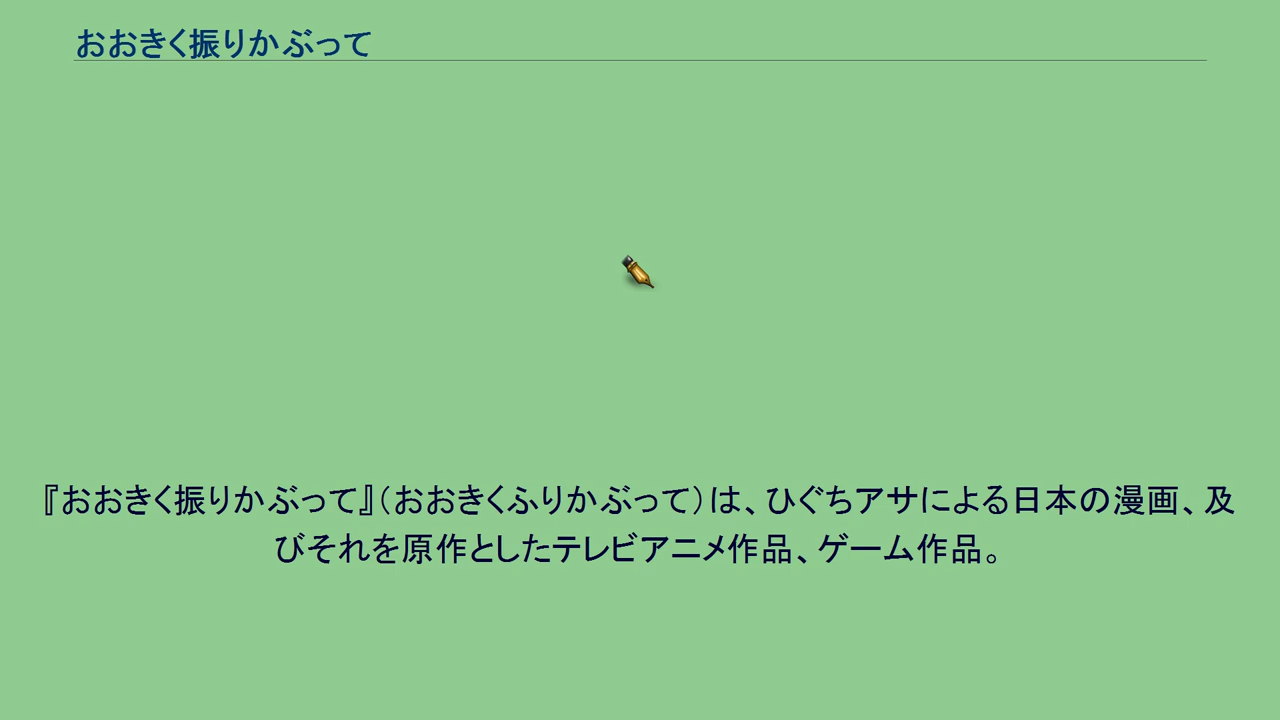 おおきく振りかぶって
『おおきく振りかぶって』（おおきくふりかぶって）は、ひぐちアサによる日本の漫画、及
びそれを原作としたテレビアニメ作品、ゲーム作品。